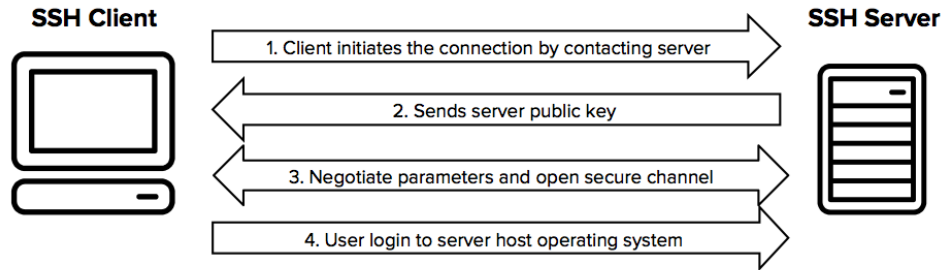 SSH Client
SSH Server
1. Client initiates the connection by contacting server
2. Sends server public key
3. Negotiate parameters and open secure channel
4. User login to server host operating system